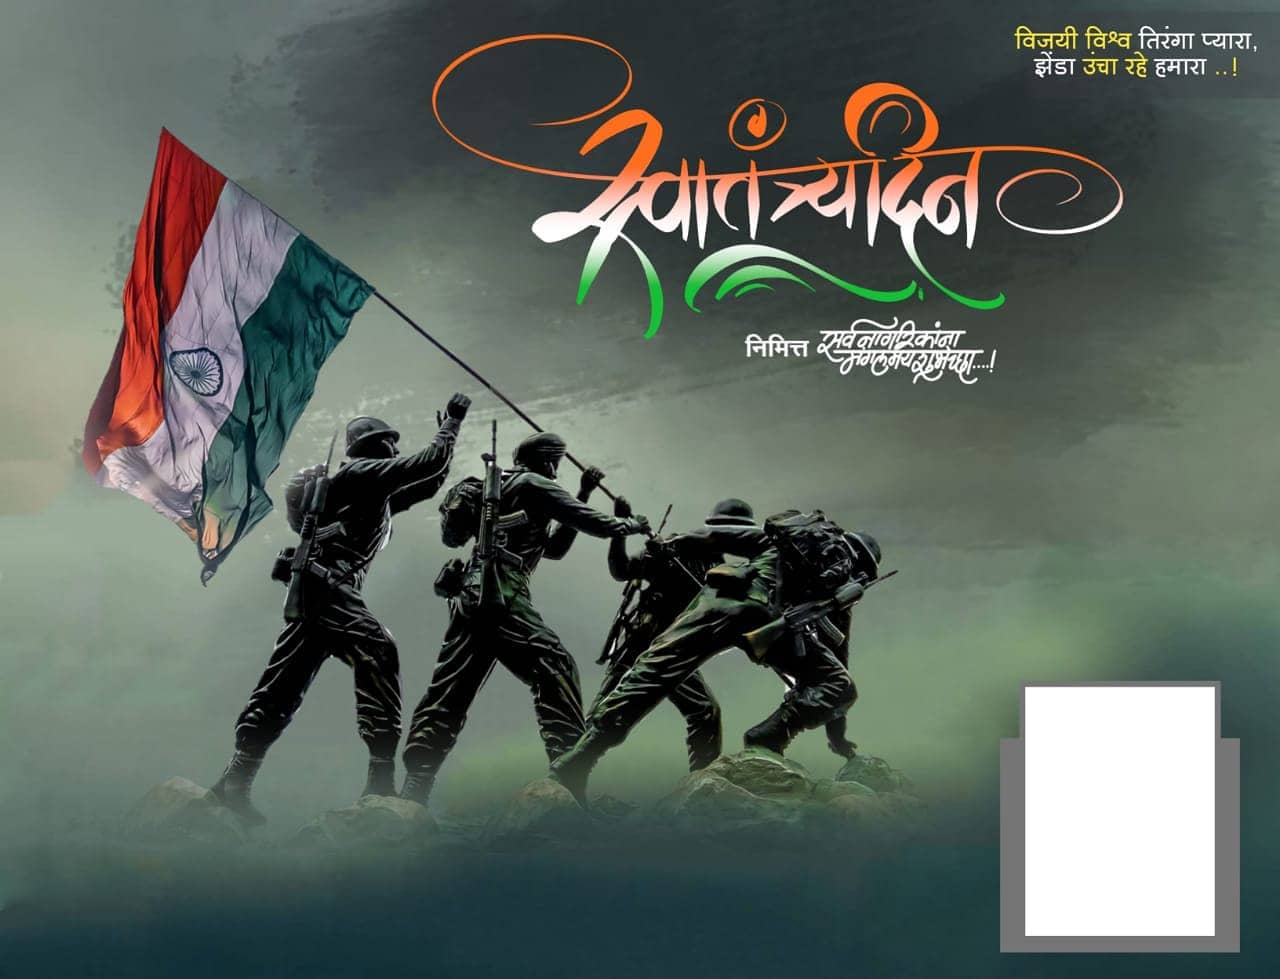 विजयी विश्व तिरंगा प्यारा,
झेंडा उंचा रहे हमारा ..!
स्वातंत्र्यदिन
निमित्त सर्व नागरिकांना
मंगलमय शुभेच्छा....!